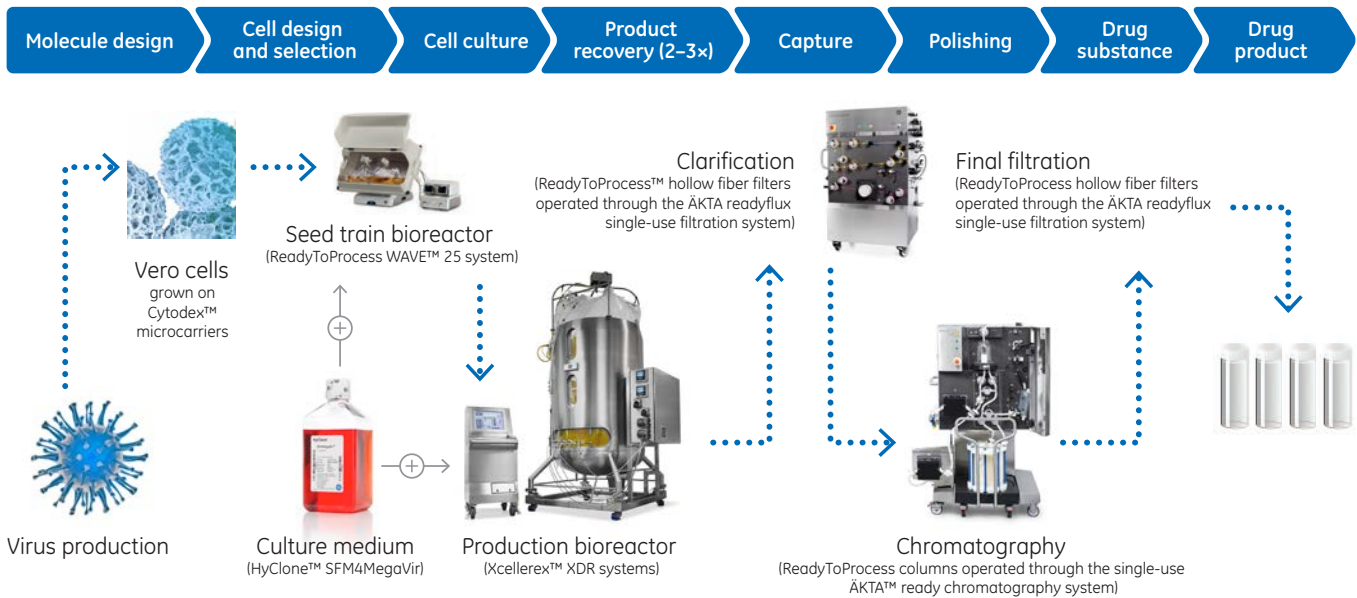 Molecule design
Cell design
and selection
Cell culture
Product
recovery (2–3×)
Capture
Polishing
Drug
substance
Drug
product
Clarification
(ReadyToProcess™ hollow fiber filters
operated through the ÄKTA readyflux
single-use filtration system)
Final filtration
(ReadyToProcess hollow fiber filters
operated through the ÄKTA readyflux
single-use filtration system)
Seed train bioreactor
(ReadyToProcess WAVE™ 25 system)
Vero cells
grown on
Cytodex™
microcarriers
Virus production
Culture medium
(HyClone™ SFM4MegaVir)
Production bioreactor
(Xcellerex™ XDR systems)
Chromatography
(ReadyToProcess columns operated through the single-use
ÄKTA™ ready chromatography system)